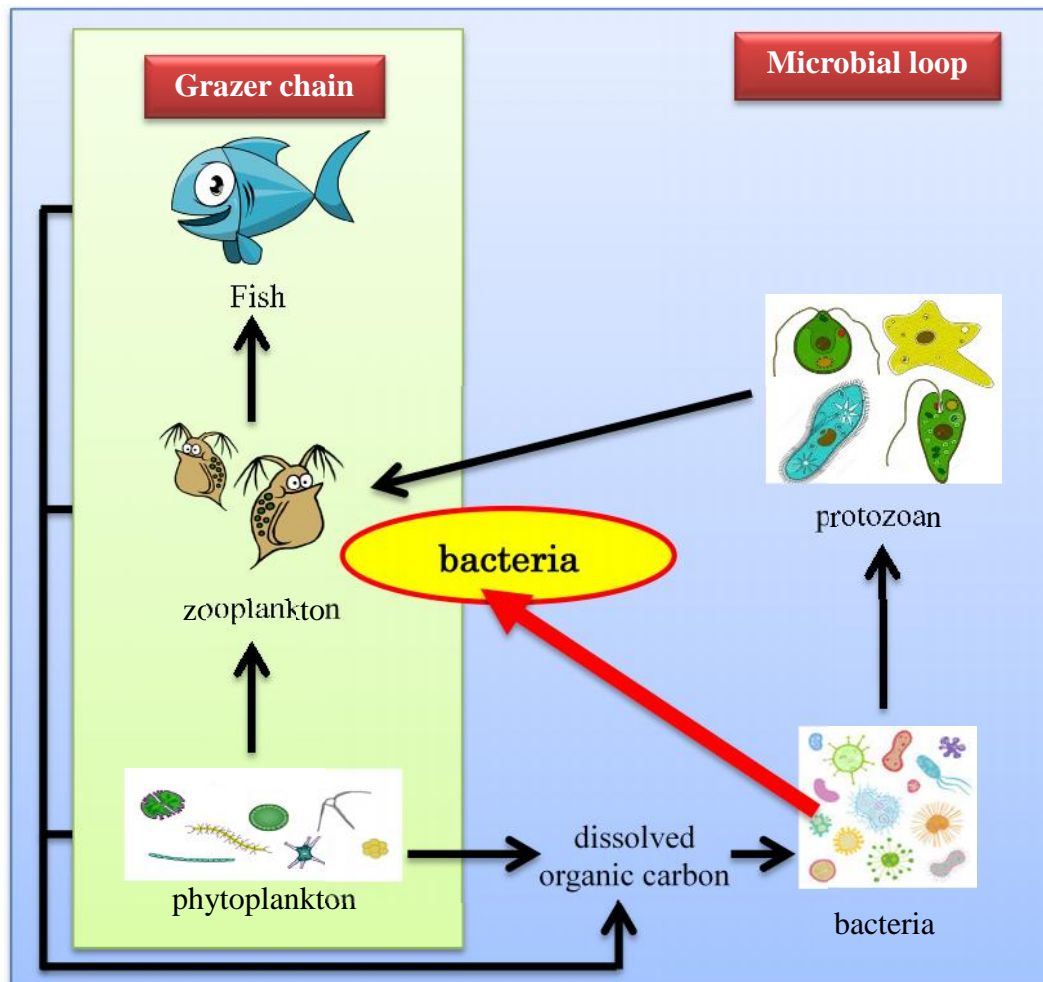 Grazer chain
Microbial loop
Fish
protozoan
bacteria
zooplankton
dissolved
organic carbon
phytoplankton
bacteria